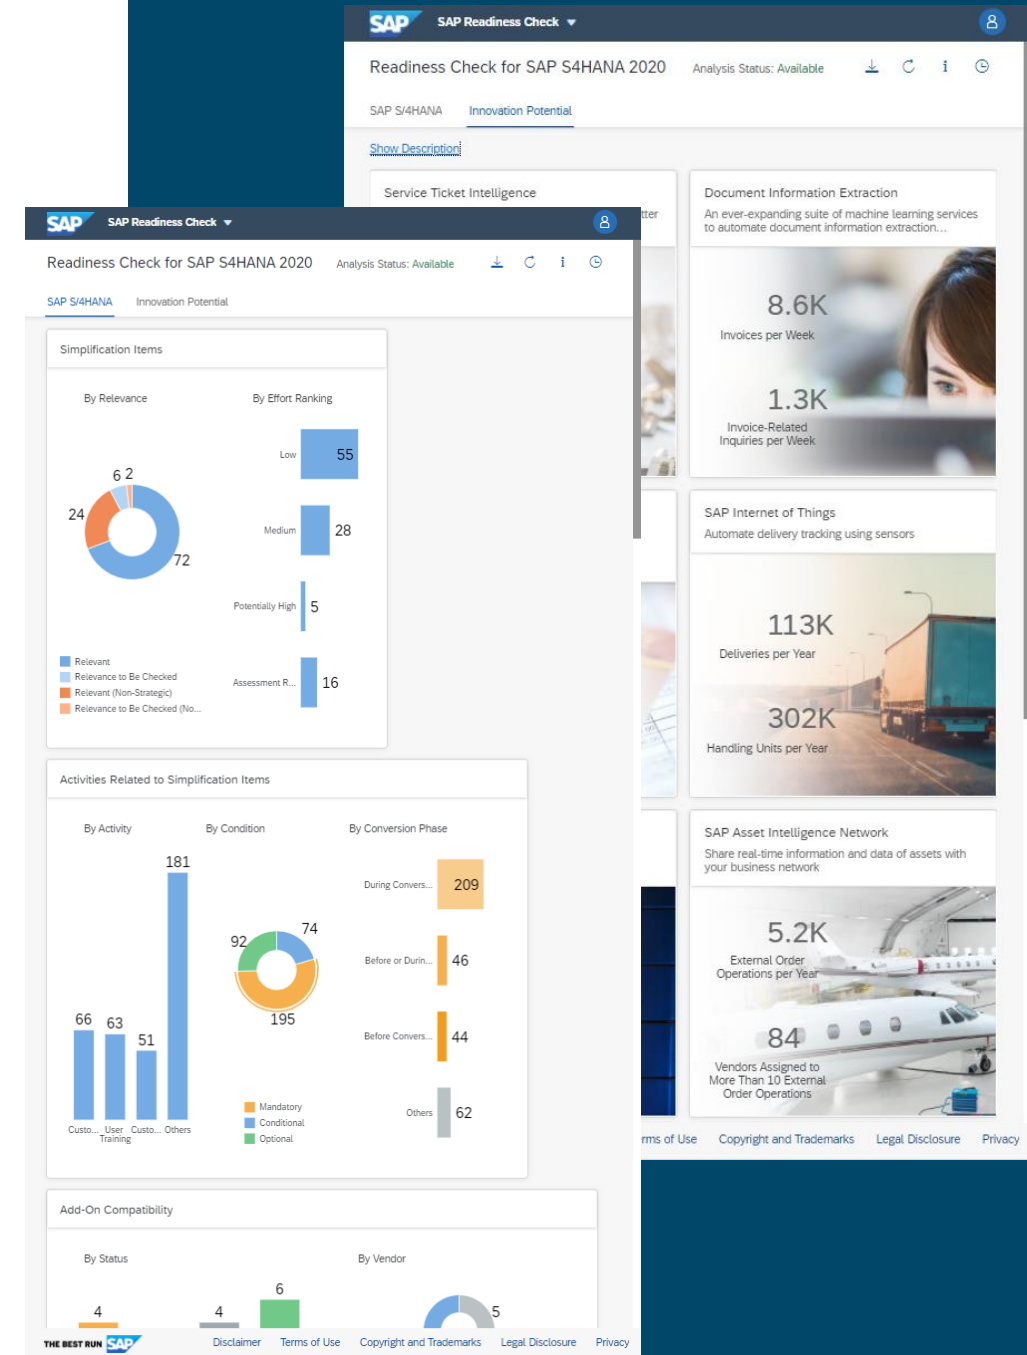 SAP
SAP Readiness Check
Readiness Check for SAP S4HANA 2020
Analysis Status: Available
SAP S/4HANA
Innovation Potential
Show Description
Service Ticket Intelligence
tter
Document Information Extraction
An ever-expanding suite of machine learning services
to automate document information extraction...
8.6K
Invoices per Week
1.3K
Invoice-Related
Inquiries per Week
SAP Internet of Things
Automate delivery tracking using sensors
113K
Deliveries per Year
302K
Handling Units per Year
SAP Asset Intelligence Network
Share real-time information and data of assets with
your business network
5.2K
External Order
Operations per Year
84
Vendors Assigned to
More Than 10 External
Order Operations
rms of Use
Copyright and Trademarks
Legal Disclosure
Privacy
SAP
SAP Readiness Check
Readiness Check for SAP S4HANA 2020
Analysis Status: Available
SAP S/4HANA
Innovation Potential
Simplification Items
By Relevance
6 2
24
72
Relevant
Relevance to Be Checked
Relevant (Non-Strategic)
Relevance to Be Checked (No...
By Effort Ranking
Low
55
Medium
28
Potentially High
5
Assessment R...
16
Activities Related to Simplification Items
By Activity
181
66
63
51
Custo...
User
Training
Custo...
Others
By Condition
74
92
195
Mandatory
Conditional
Optional
By Conversion Phase
During Convers...
209
Before or Durin...
46
Before Convers...
44
Others
62
Add-On Compatibility
By Status
4
4
6
By Vendor
5
THE BEST RUN SAP
Disclaimer
Terms of Use
Copyright and Trademarks
Legal Disclosure
Privacy